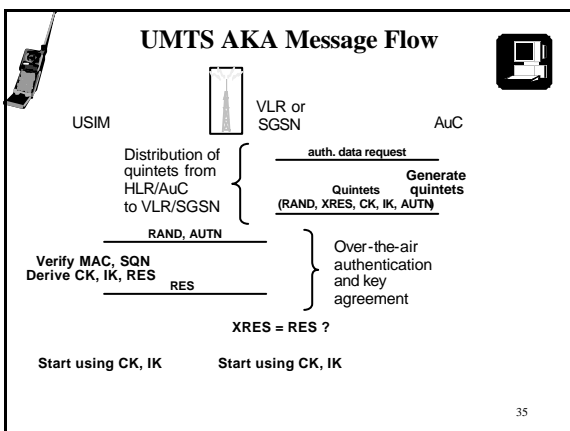 UMTS AKA Message Flow
USIM
VLR or
SGSN
AuC
Distribution of
quintets from
HLR/AuC
to VLR/SGSN
auth. data request
Generate
quintets
Quintets
(RAND, XRES, CK, IK, AUTN)
RAND, AUTN
Verify MAC, SQN
Derive CK, IK, RES
RES
Over-the-air
authentication
and key
agreement
XRES = RES ?
Start using CK, IK
Start using CK, IK
35